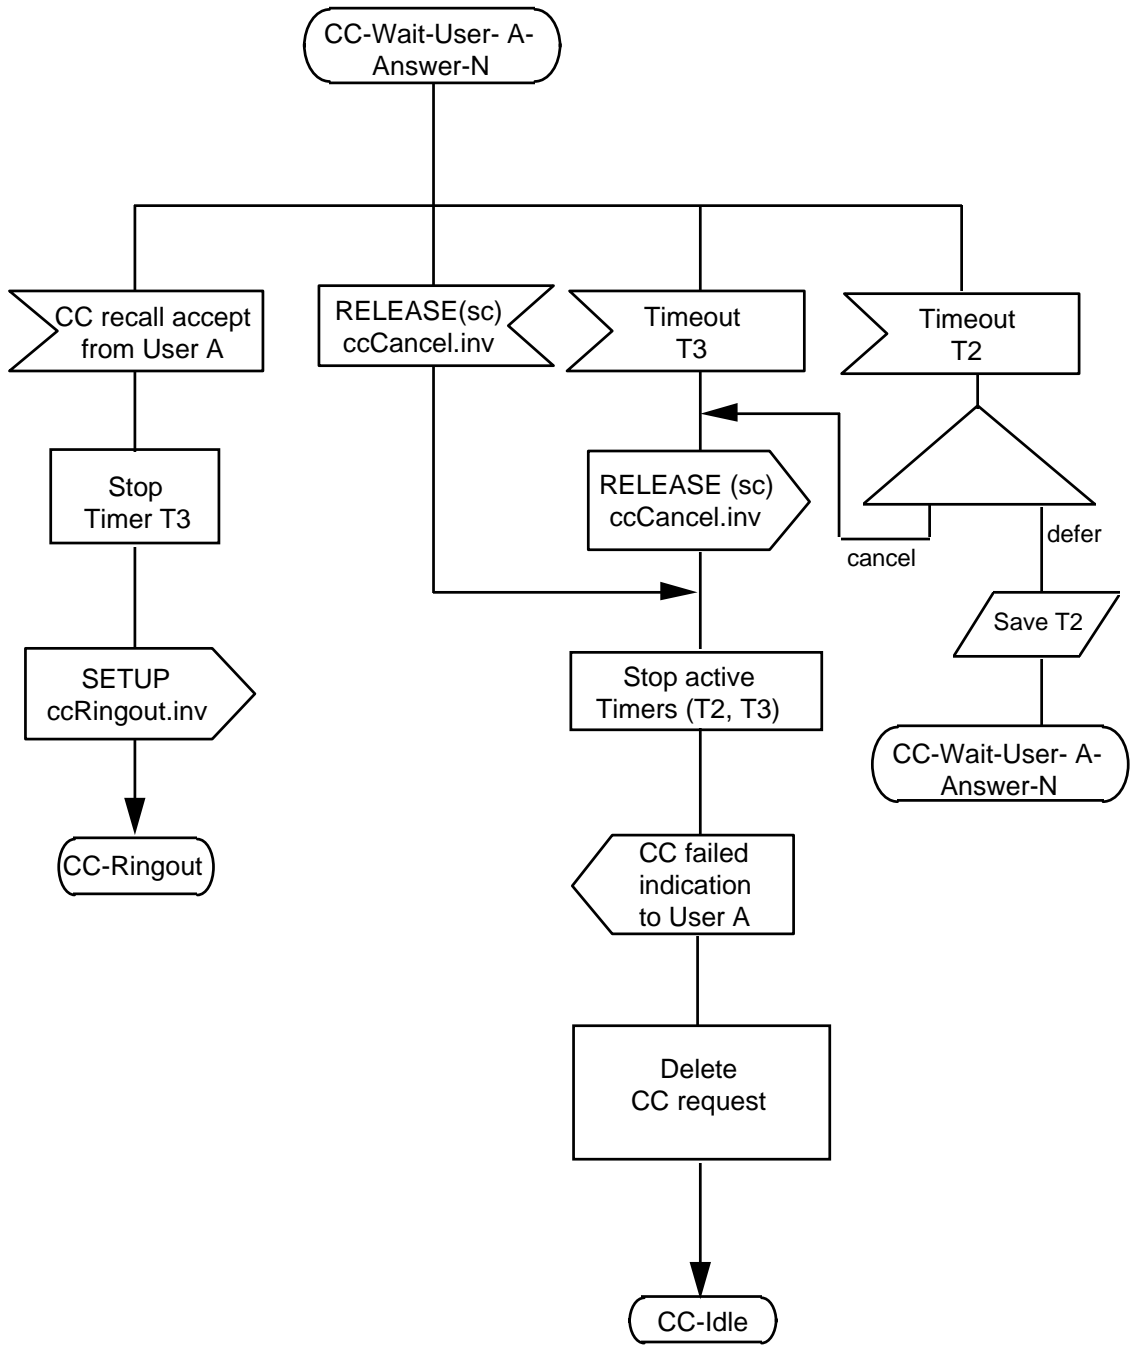 CC-Wait-User- A-
Answer-N
CC recall accept
from User A
RELEASE(sc)
ccCancel.inv
Timeout
T3
Timeout
T2
Stop
Timer T3
RELEASE (sc)
ccCancel.inv
cancel
defer
Save T2
SETUP
ccRingout.inv
Stop active
Timers (T2, T3)
CC-Wait-User- A-
Answer-N
CC-Ringout
CC failed
indication
to User A
Delete
CC request
CC-Idle